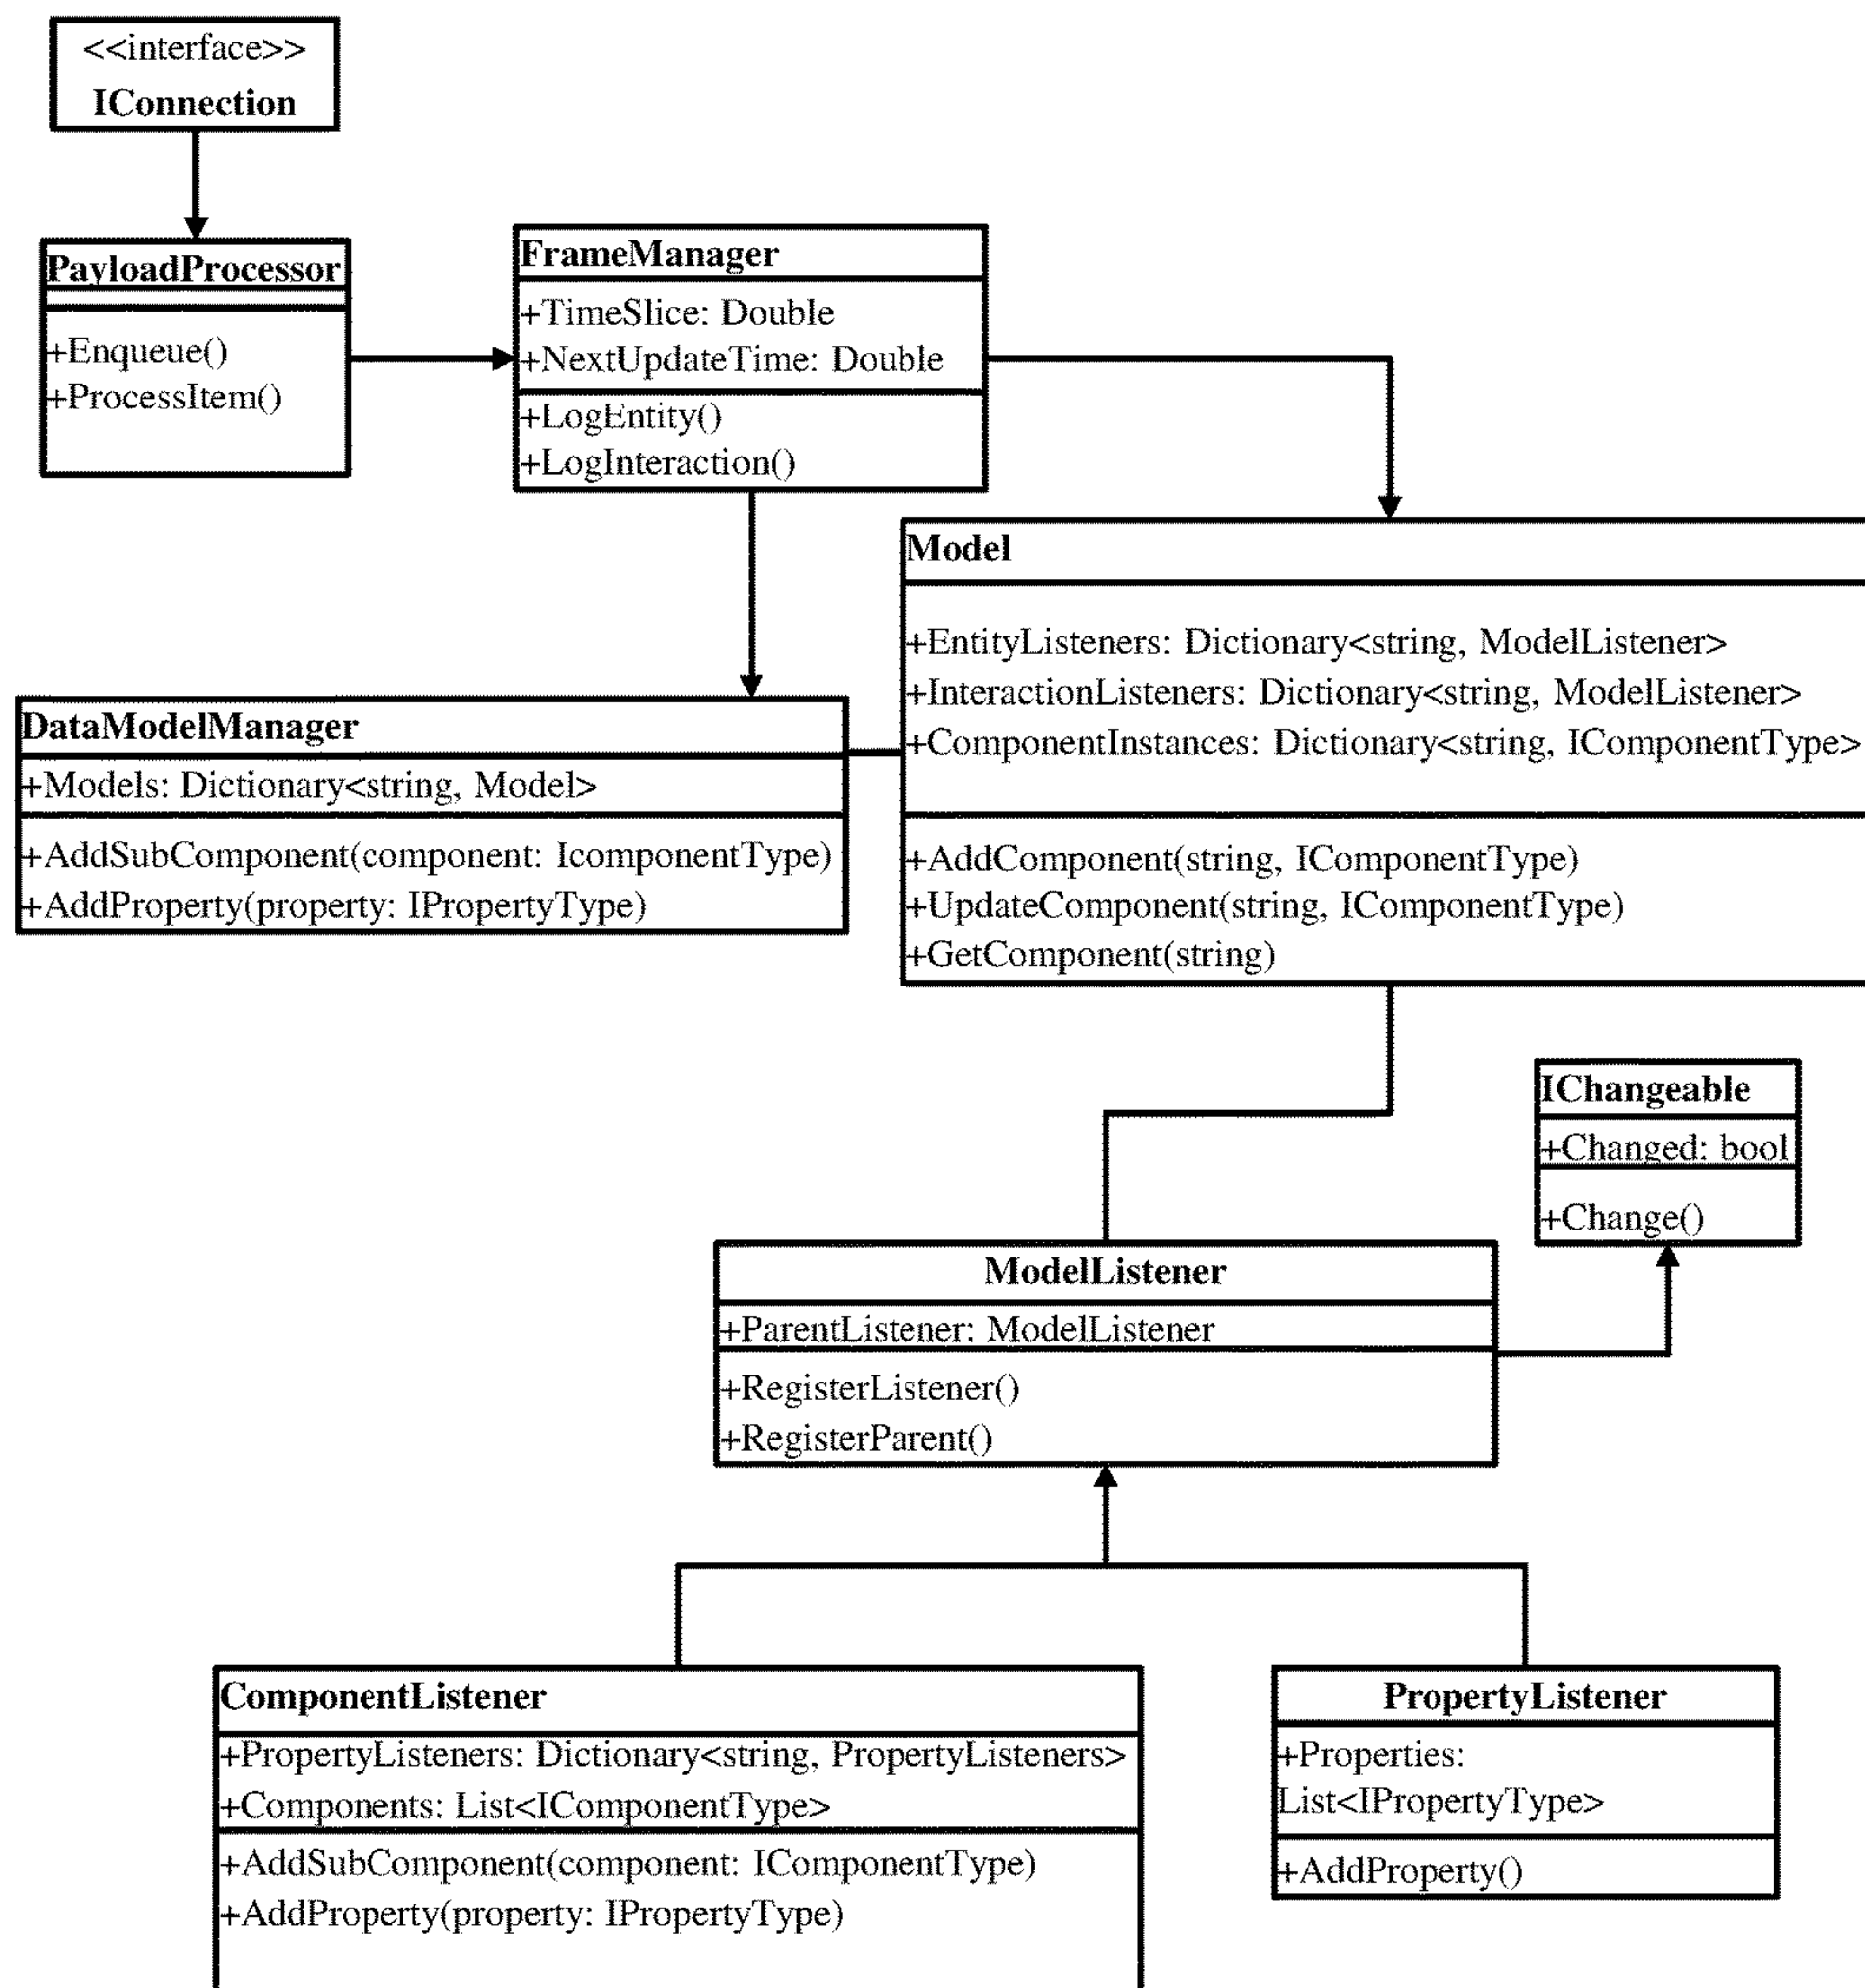 <<interface>>
IConnection
PayloadProcessor
+Enqueue()
+ProcessItem()
FrameManager
+TimeSlice: Double
+NextUpdateTime: Double
+LogEntity()
+LogInteraction()
Model
+EntityListeners: Dictionary<string, ModelListener>
+InteractionListeners: Dictionary<string, ModelListener>
+ComponentInstances: Dictionary<string, IComponentType>
+AddComponent(string, IComponentType)
+UpdateComponent(string, IComponentType)
+GetComponent(string)
DataModelManager
+Models: Dictionary<string, Model>
+AddSubComponent(component: IcomponentType)
+AddProperty(property: IPropertyType)
IChangeable
+Changed: bool
+Change()
ModelListener
+ParentListener: ModelListener
+RegisterListener()
+RegisterParent()
ComponentListener
+PropertyListeners: Dictionary<string, PropertyListeners>
+Components: List<IComponentType>
+AddSubComponent(component: IComponentType)
+AddProperty(property: IPropertyType)
PropertyListener
+Properties:
List<IPropertyType>
+AddProperty()